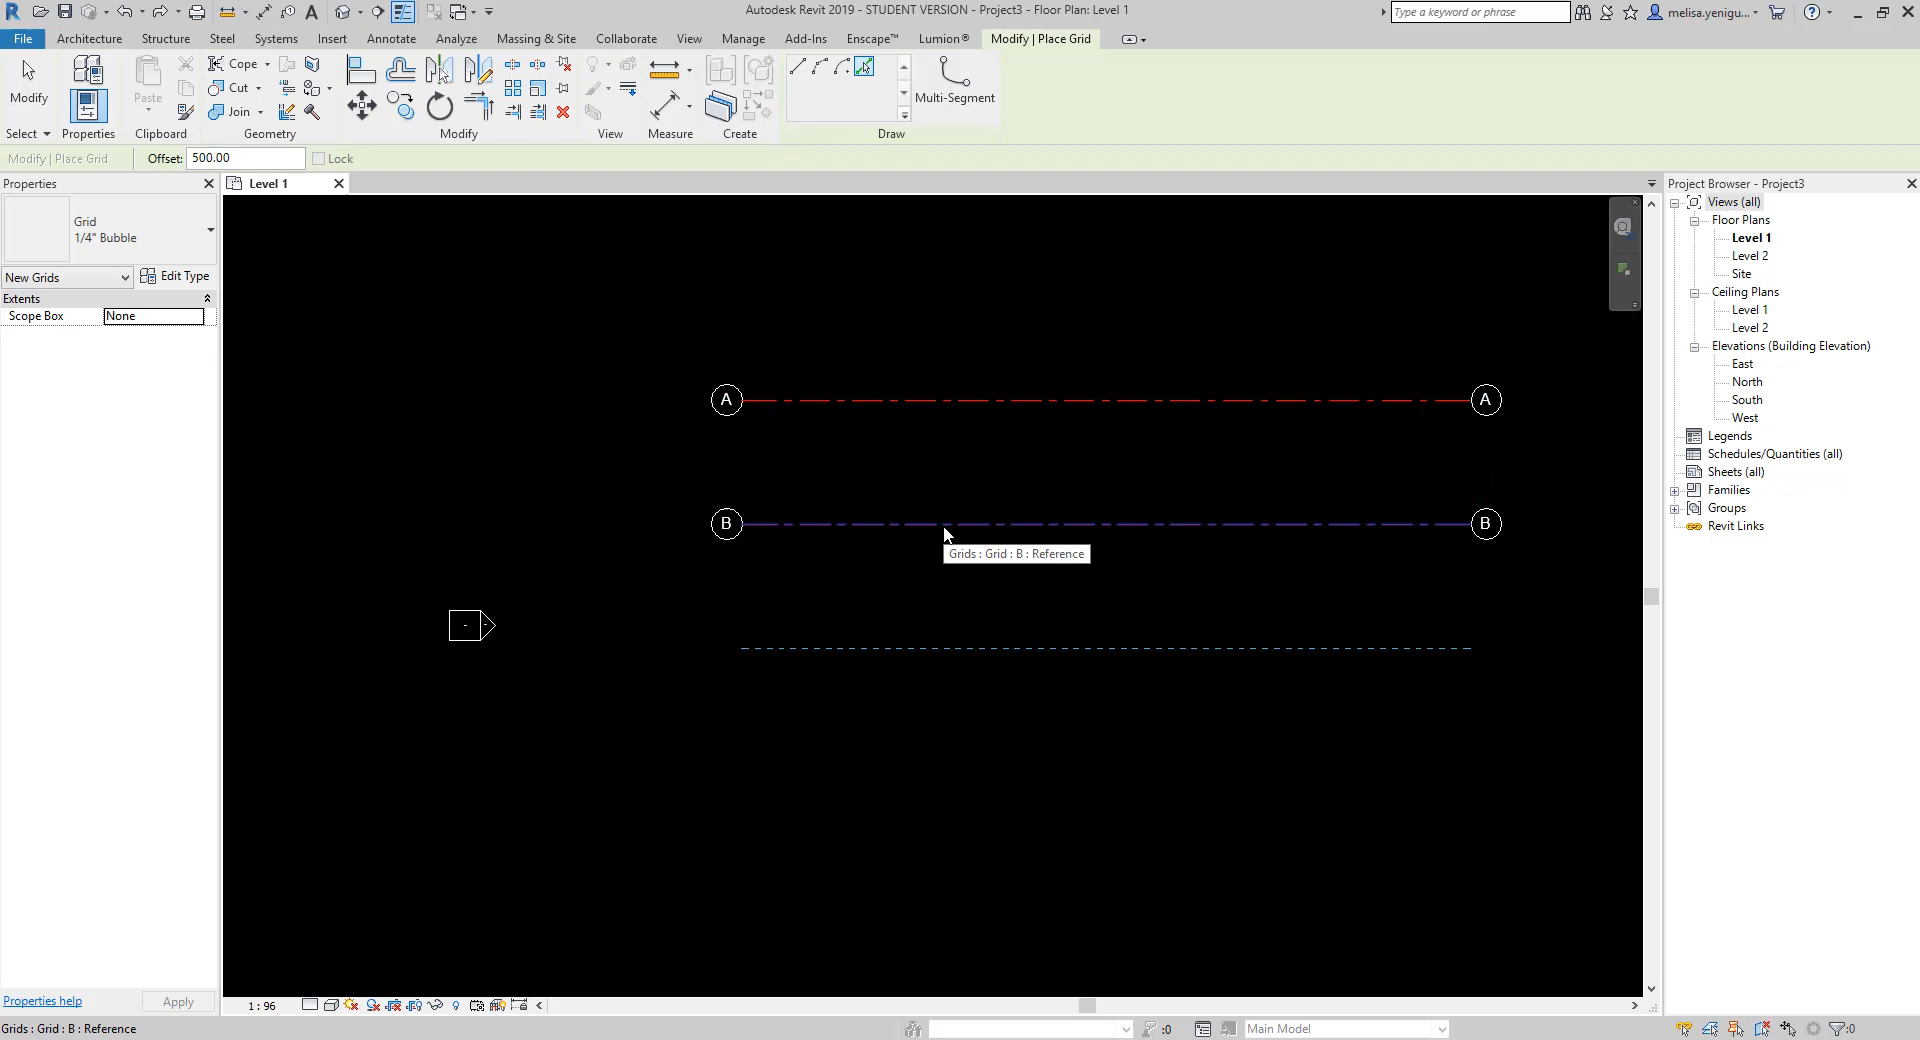 Autodesk Revit 2019 - STUDENT VERSION - Project3 - Floor Plan: Level 1
Type a keyword or phrase
melisa.yenigu...
File Architecture Structure Steel Systems Insert Annotate Analyze Massing & Site Collaborate View Manage Add-Ins Enscape™ Lumion® Modify | Place Grid
Modify
Paste
Cope
Cut
Join
Multi-Segment
Select Properties Clipboard Geometry Modify View Measure Create Draw
Modify | Place Grid Offset: 500.00 Lock
Properties
Grid
1/4" Bubble
New Grids Edit Type
Extents
Scope Box None
Properties help Apply
Level 1
A A
B B
Grids : Grid : B : Reference
1 : 96
Project Browser - Project3
Views (all)
Floor Plans
Level 1
Level 2
Site
Ceiling Plans
Level 1
Level 2
Elevations (Building Elevation)
East
North
South
West
Legends
Schedules/Quantities (all)
Sheets (all)
Families
Groups
Revit Links
Grids : Grid : B : Reference
:0
Main Model
:0